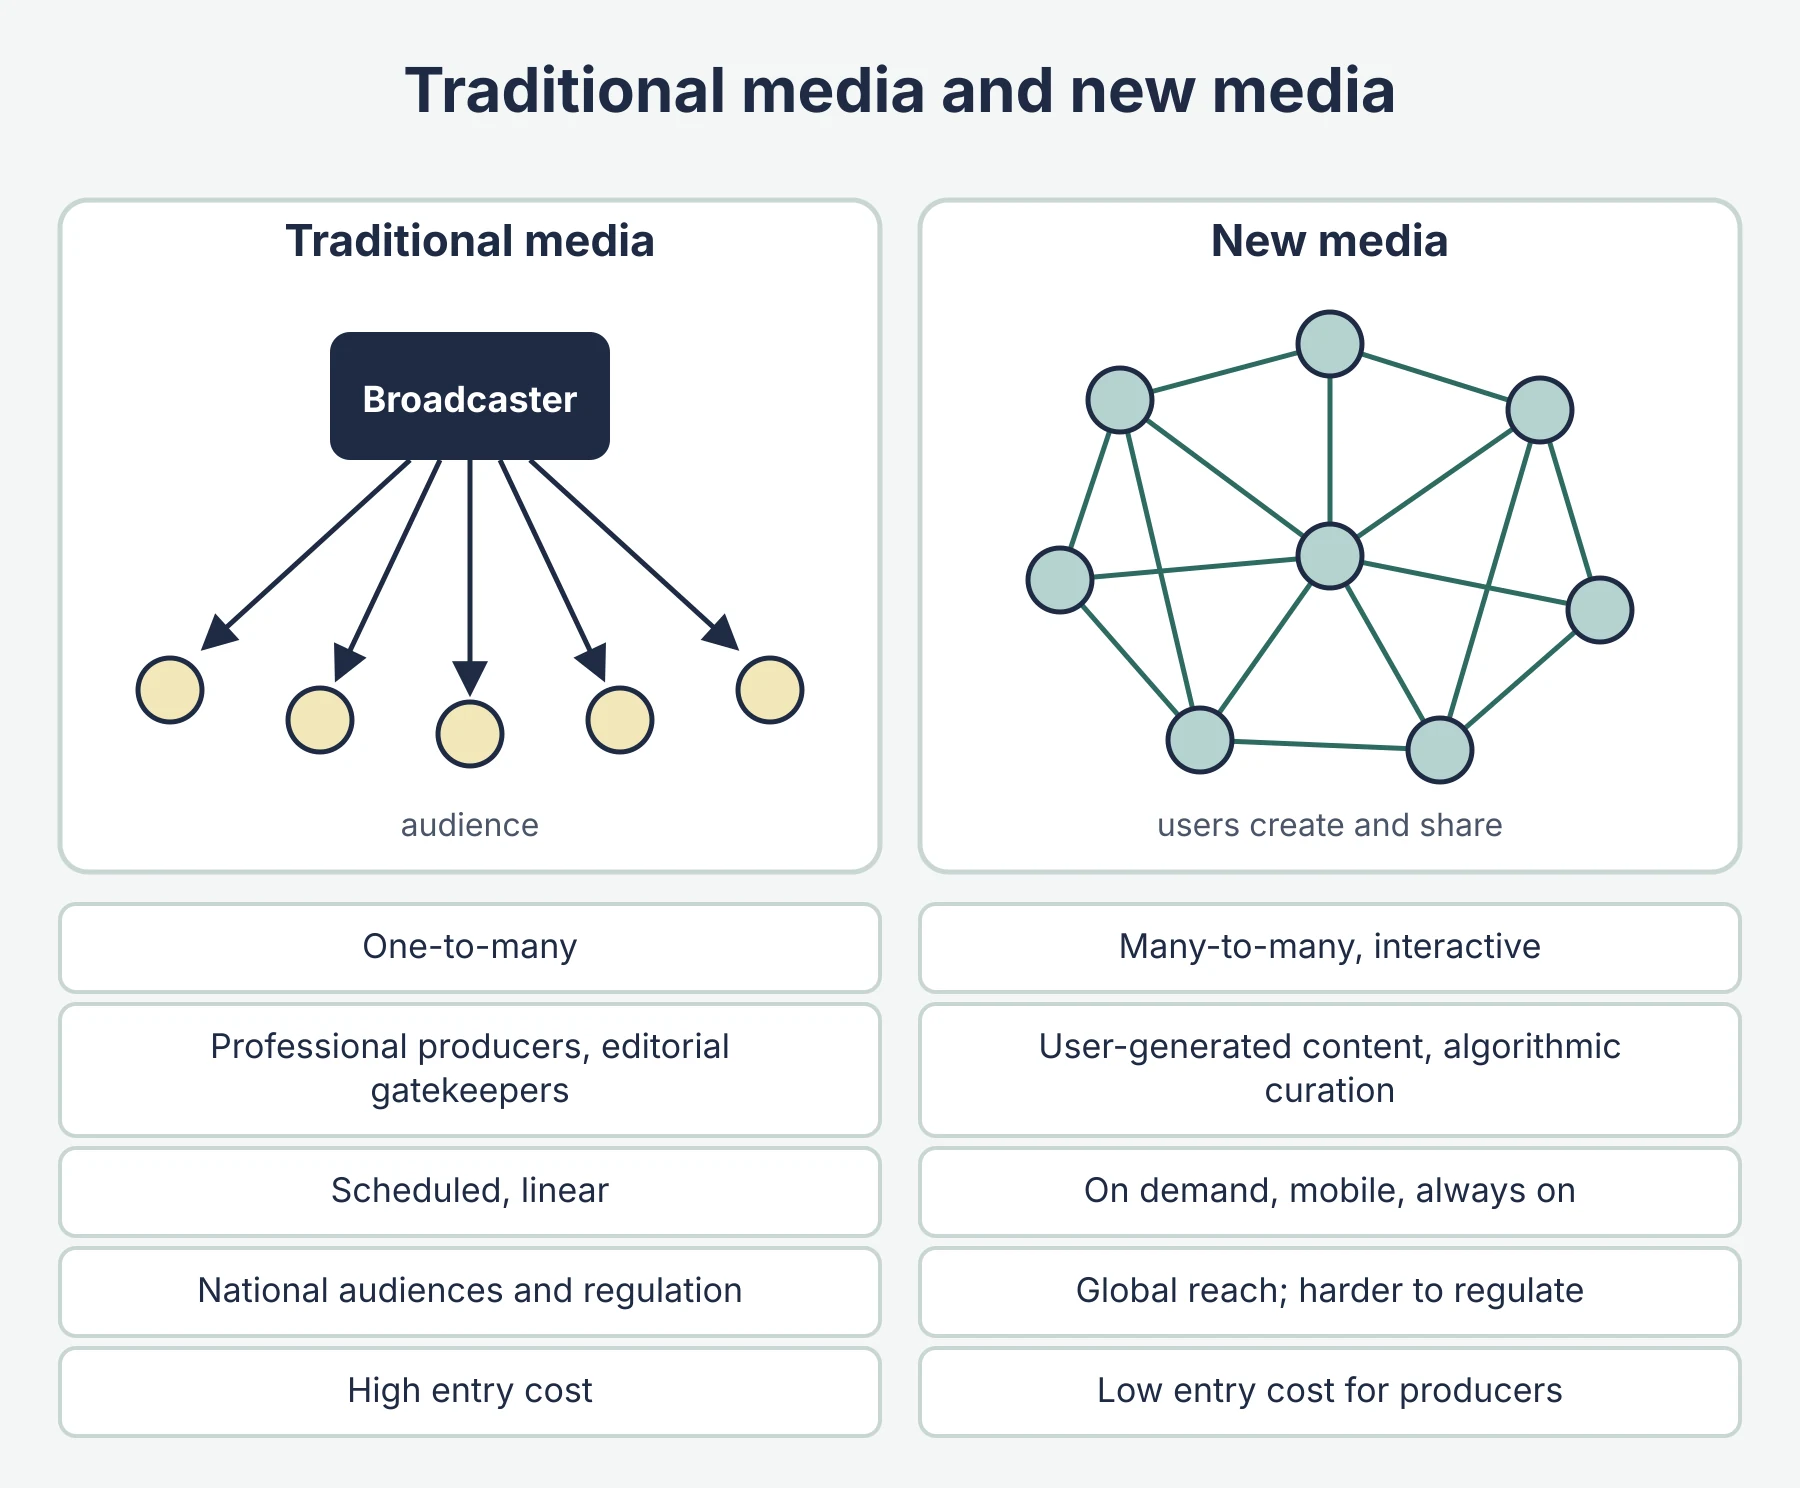 Traditional media and new media
Traditional media
Broadcaster
audience
New media
users create and share
One-to-many
Many-to-many, interactive
Professional producers, editorial
gatekeepers
User-generated content, algorithmic
curation
Scheduled, linear
On demand, mobile, always on
National audiences and regulation
Global reach; harder to regulate
High entry cost
Low entry cost for producers